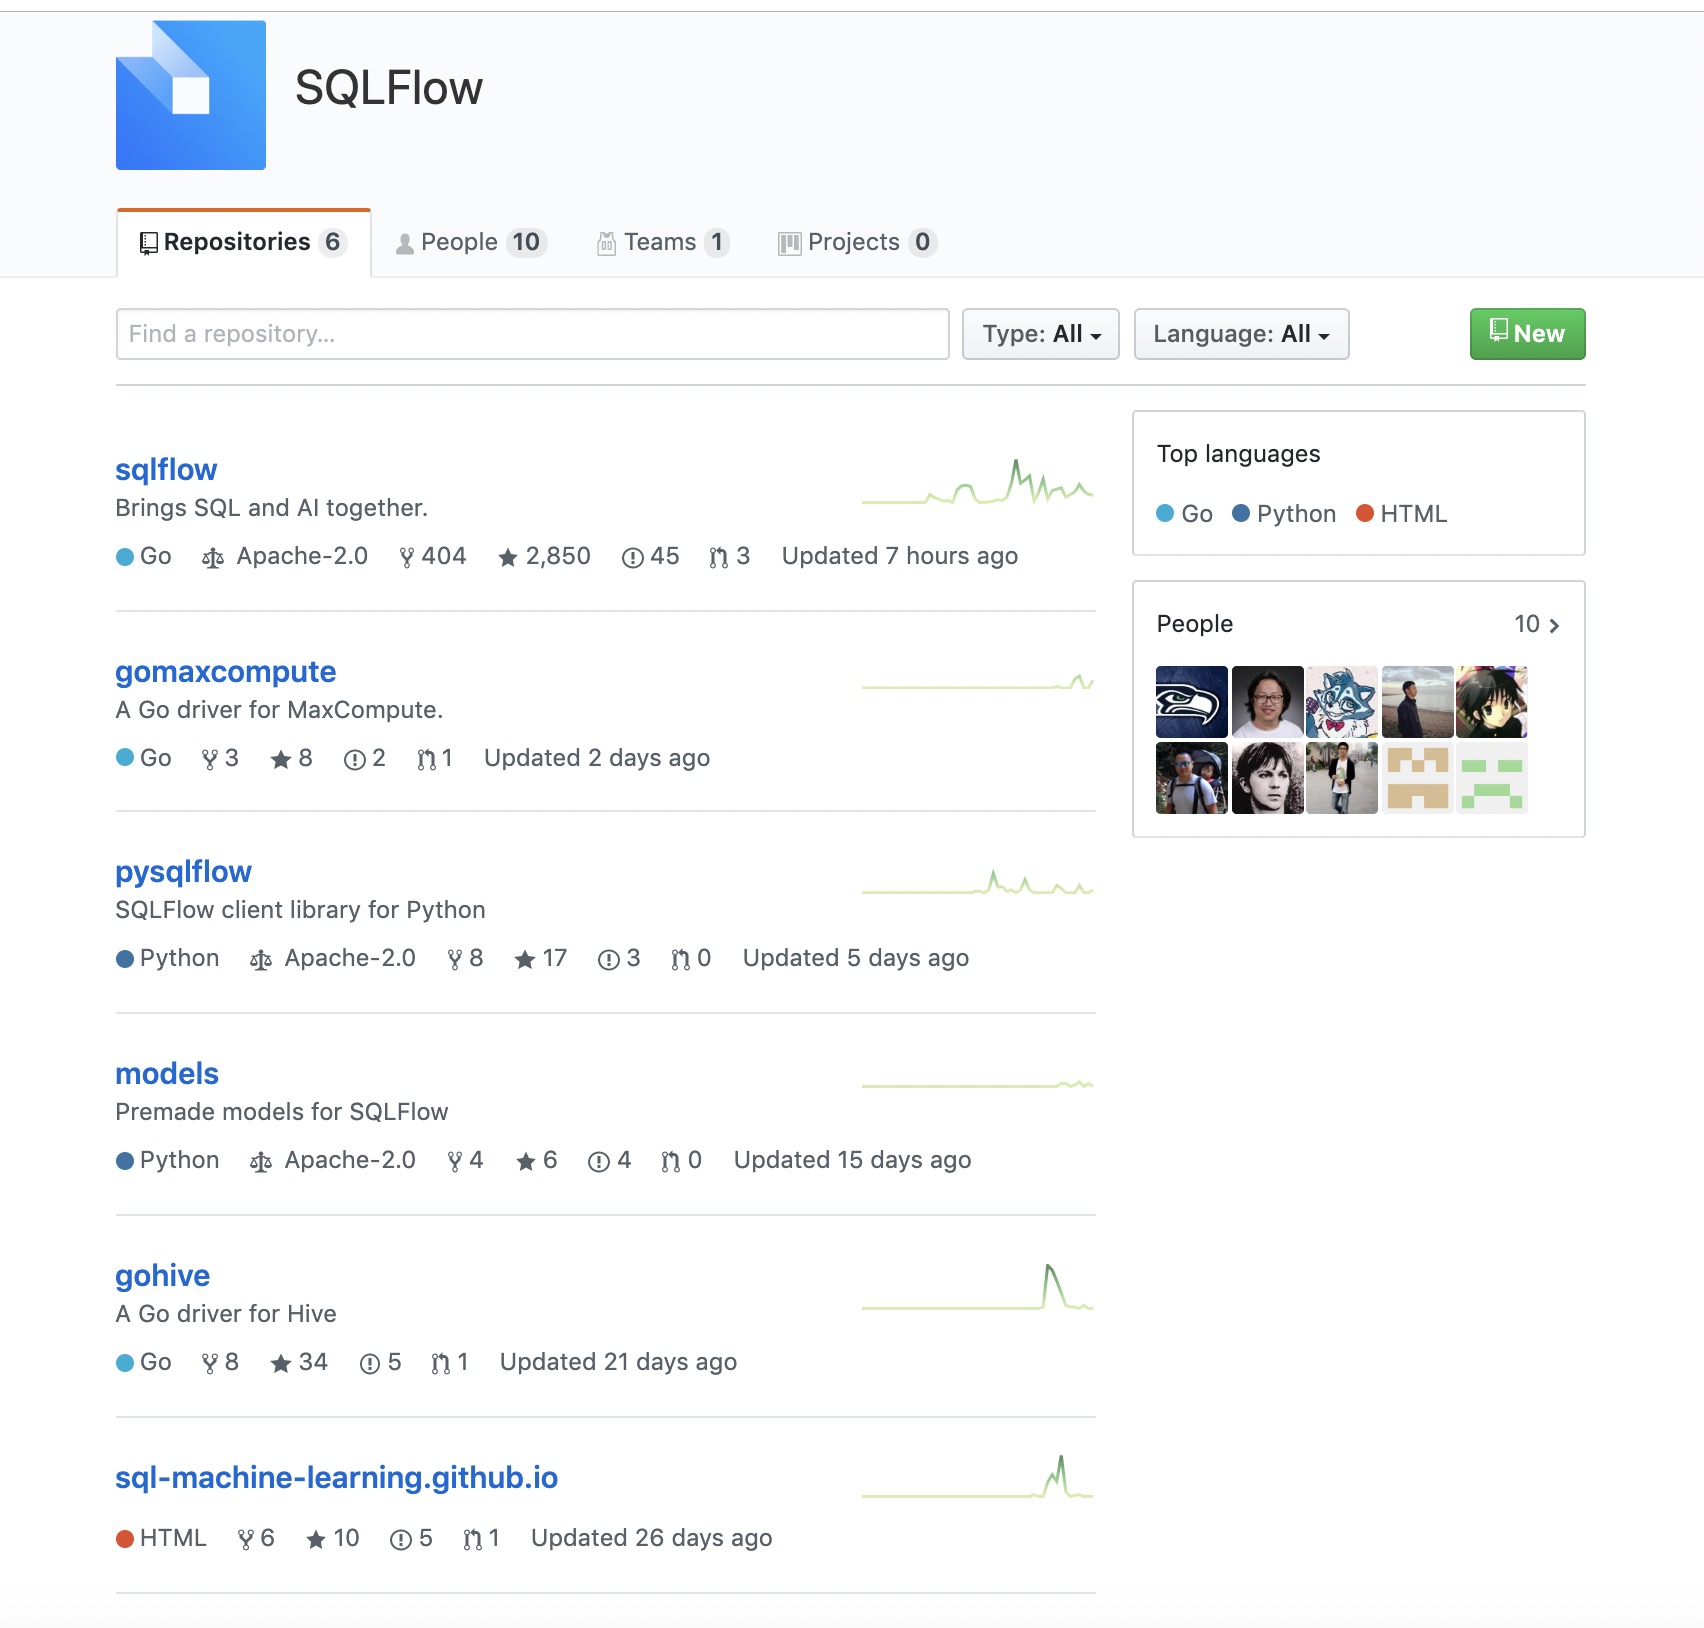 SQLFlow
Repositories 6 People 10 Teams 1 Projects 0
Find a repository... Type: All Language: All New
sqlflow
Brings SQL and AI together.
Go Apache-2.0 404 2,850 45 3 Updated 7 hours ago
gomaxcompute
A Go driver for MaxCompute.
Go 3 8 2 1 Updated 2 days ago
pysqlflow
SQLFlow client library for Python
Python Apache-2.0 8 17 3 0 Updated 5 days ago
models
Premade models for SQLFlow
Python Apache-2.0 4 6 4 0 Updated 15 days ago
gohive
A Go driver for Hive
Go 8 34 5 1 Updated 21 days ago
sql-machine-learning.github.io
HTML 6 10 5 1 Updated 26 days ago
Top languages
Go Python HTML
People 10